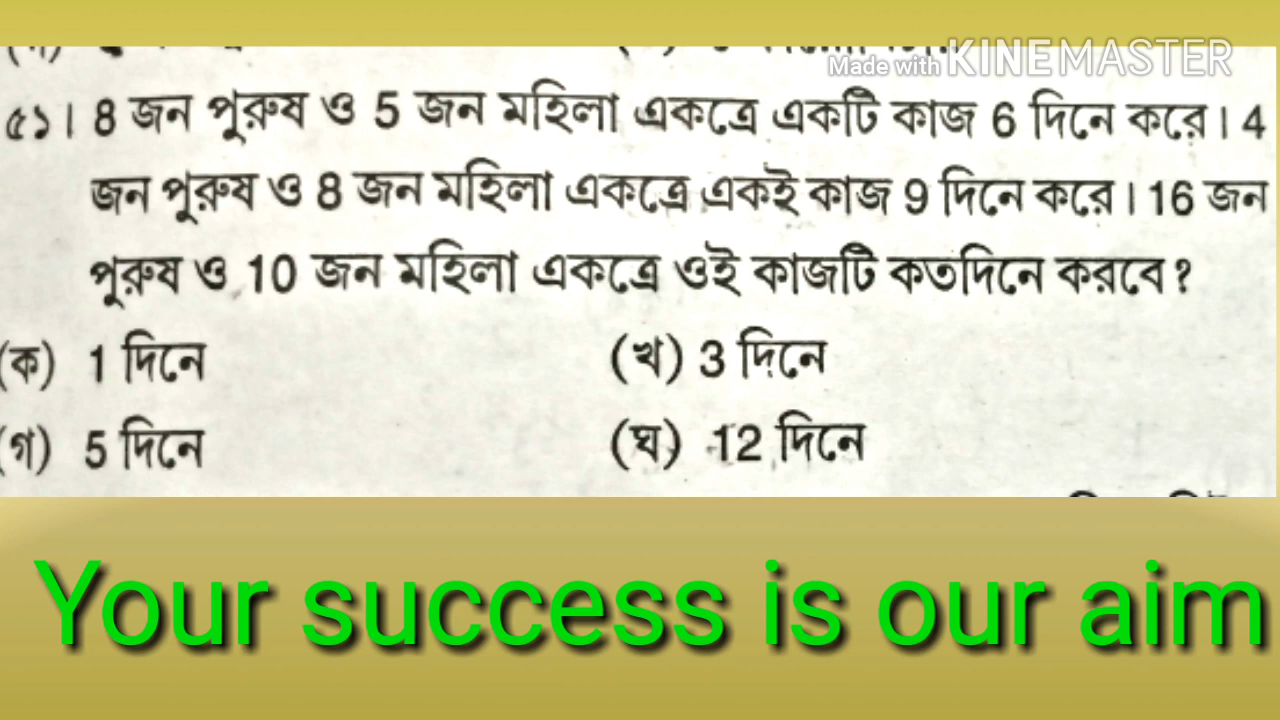 Made with KINEMASTER
৫১। 8 জন পুরুষ ও 5 জন মহিলা একত্রে একটি কাজ 6 দিনে করে। 4
জন পুরুষ ও 8 জন মহিলা একত্রে একই কাজ 9 দিনে করে। 16 জন
পুরুষ ও 10 জন মহিলা একত্রে ওই কাজটি কতদিনে করবে?
(ক) 1 দিনে (খ) 3 দিনে
(গ) 5 দিনে (ঘ) 12 দিনে
Your success is our aim